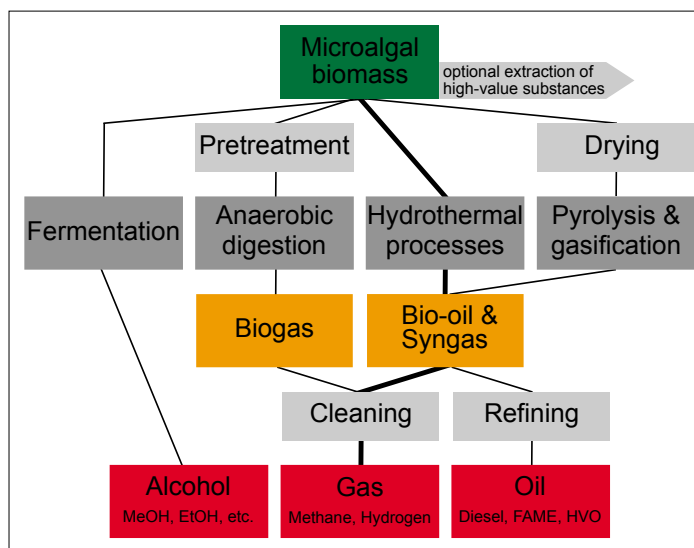 Microalgal
biomass
optional extraction of
high-value substances
Pretreatment
Drying
Fermentation
Anaerobic
digestion
Hydrothermal
processes
Pyrolysis &
gasification
Biogas
Bio-oil &
Syngas
Cleaning
Refining
Alcohol
MeOH, EtOH, etc.
Gas
Methane, Hydrogen
Oil
Diesel, FAME, HVO